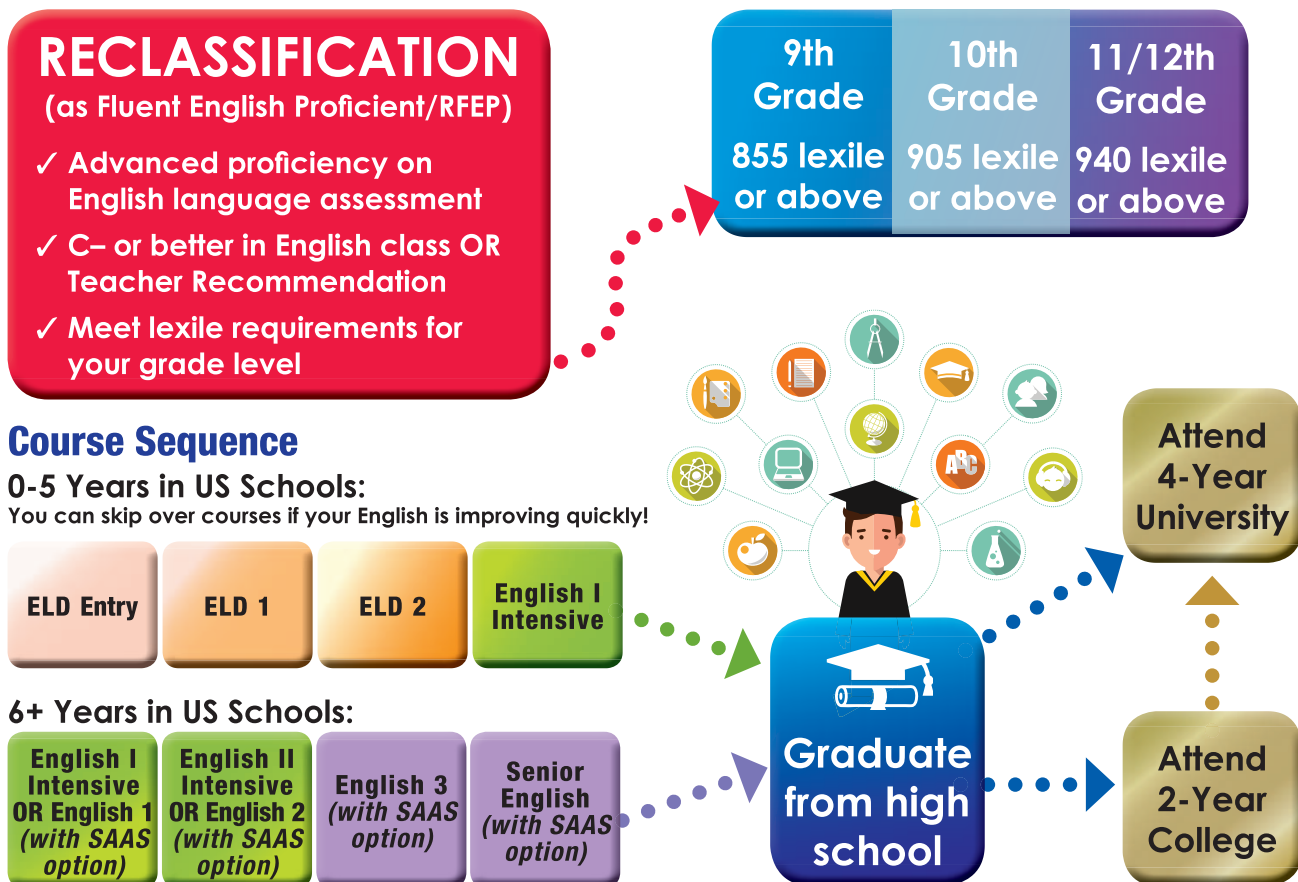 RECLASSIFICATION
(as Fluent English Proficient/RFEP)
✓ Advanced proficiency on
English language assessment
✓ C– or better in English class OR
Teacher Recommendation
✓ Meet lexile requirements for
your grade level
9th
Grade
855 lexile
or above
10th
Grade
905 lexile
or above
11/12th
Grade
940 lexile
or above
Course Sequence
0-5 Years in US Schools:
You can skip over courses if your English is improving quickly!
ELD Entry
ELD 1
ELD 2
English I
Intensive
6+ Years in US Schools:
English I
Intensive
OR English 1
(with SAAS
option)
English II
Intensive
OR English 2
(with SAAS
option)
English 3
(with SAAS
option)
Senior
English
(with SAAS
option)
ABC
Graduate
from high
school
Attend
4-Year
University
Attend
2-Year
College